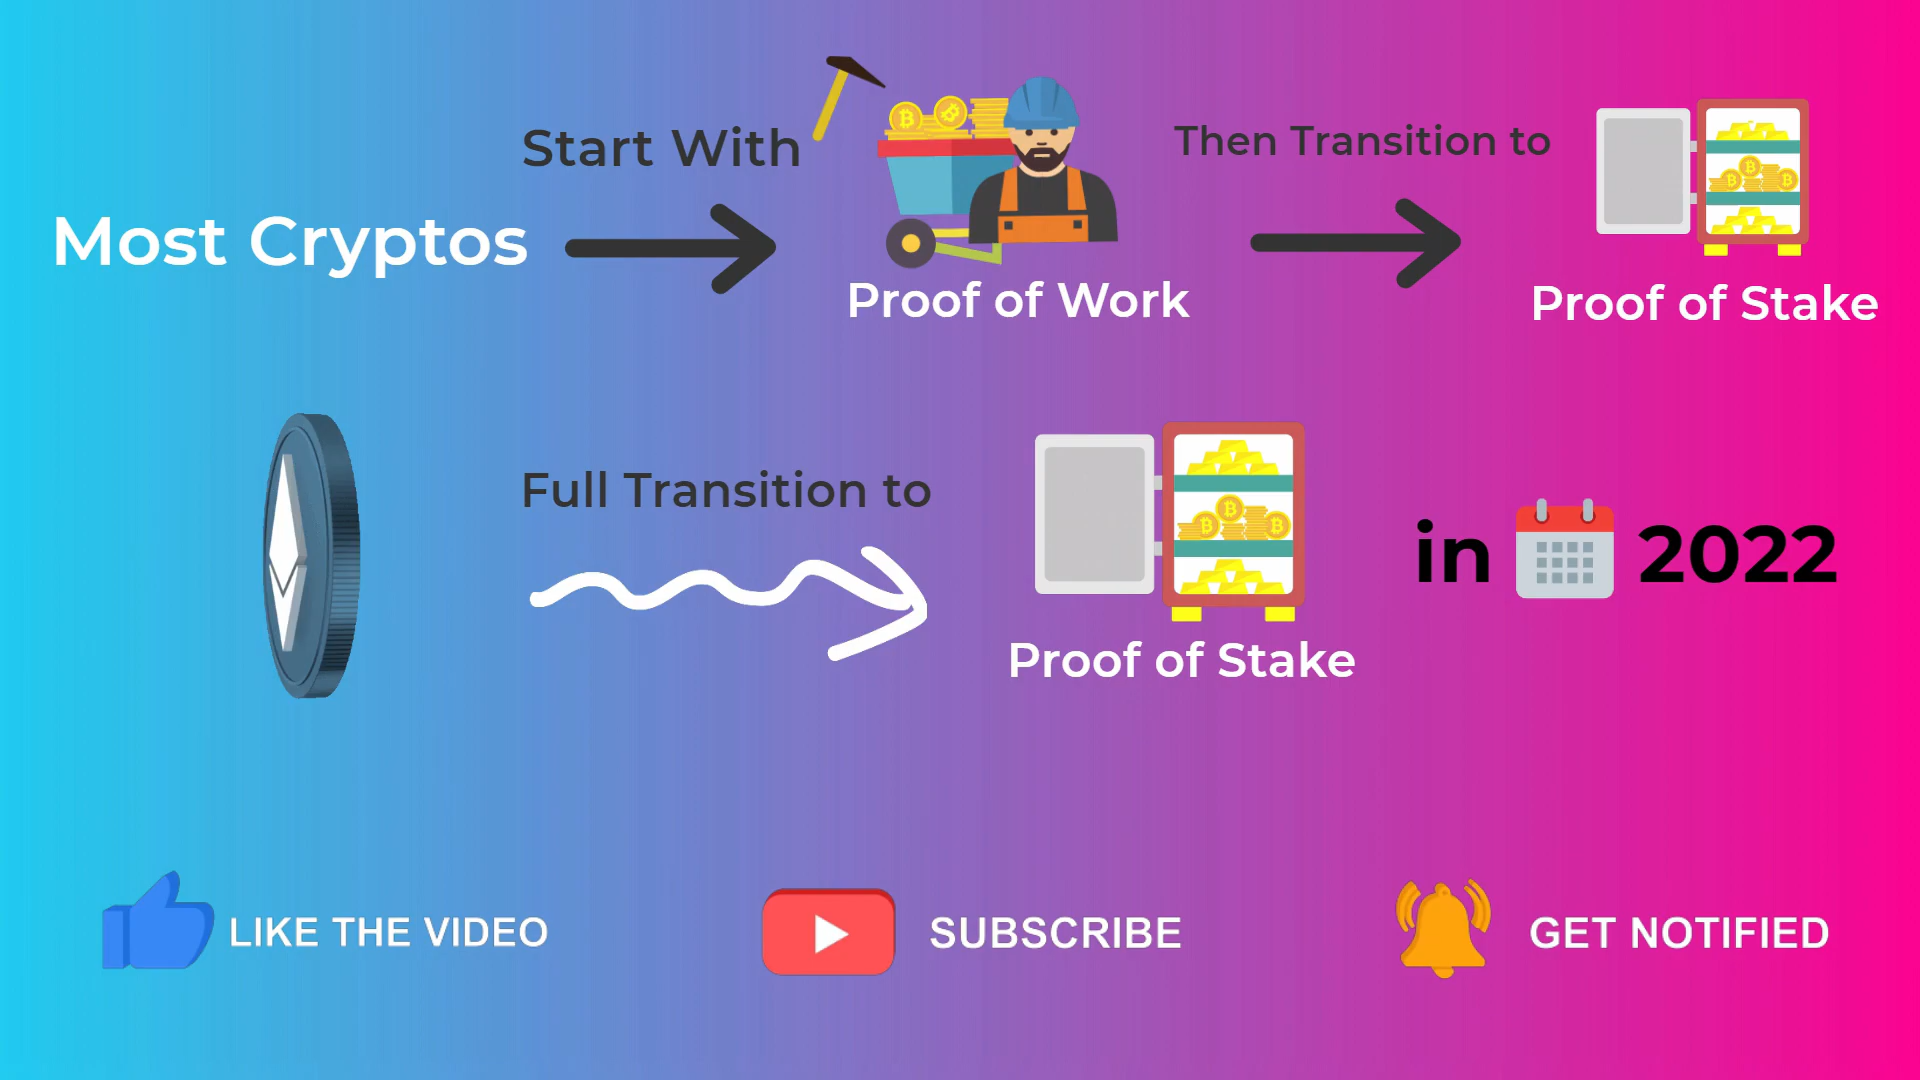 Most Cryptos
Start With
Proof of Work
Then Transition to
Proof of Stake
Full Transition to
Proof of Stake
in 2022
LIKE THE VIDEO
SUBSCRIBE
GET NOTIFIED